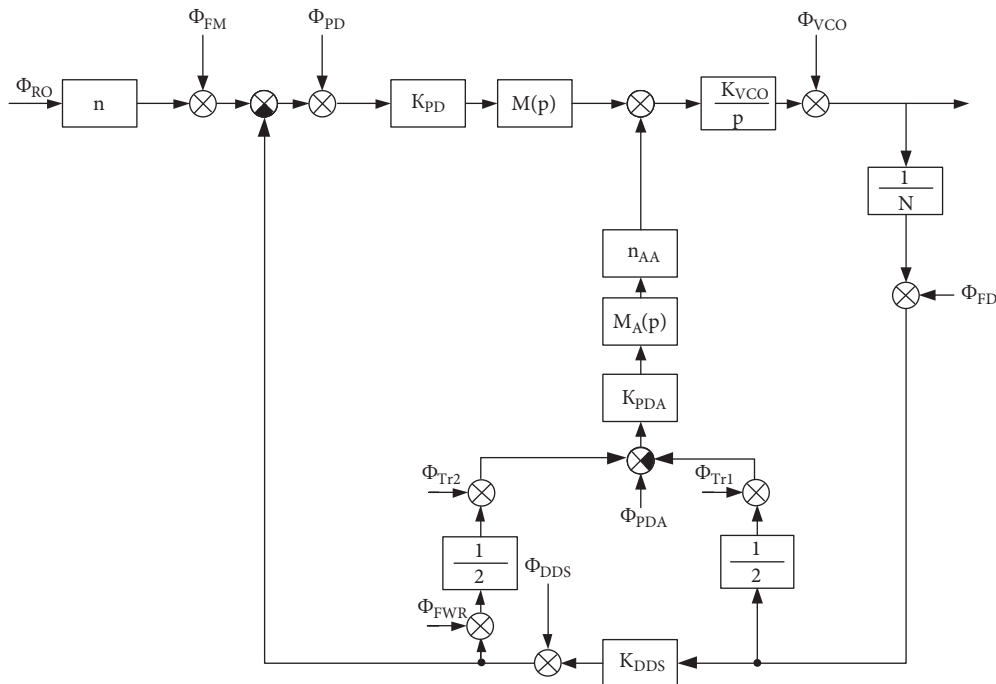 Φ_FM
Φ_PD
Φ_VCO
Φ_RO
n
K_PD
M(p)
K_VCO
p
1
N
n_AA
Φ_FD
M_A(p)
K_PDA
Φ_Tr2
Φ_Tr1
Φ_PDA
1
2
1
2
Φ_DDS
Φ_FWR
K_DDS